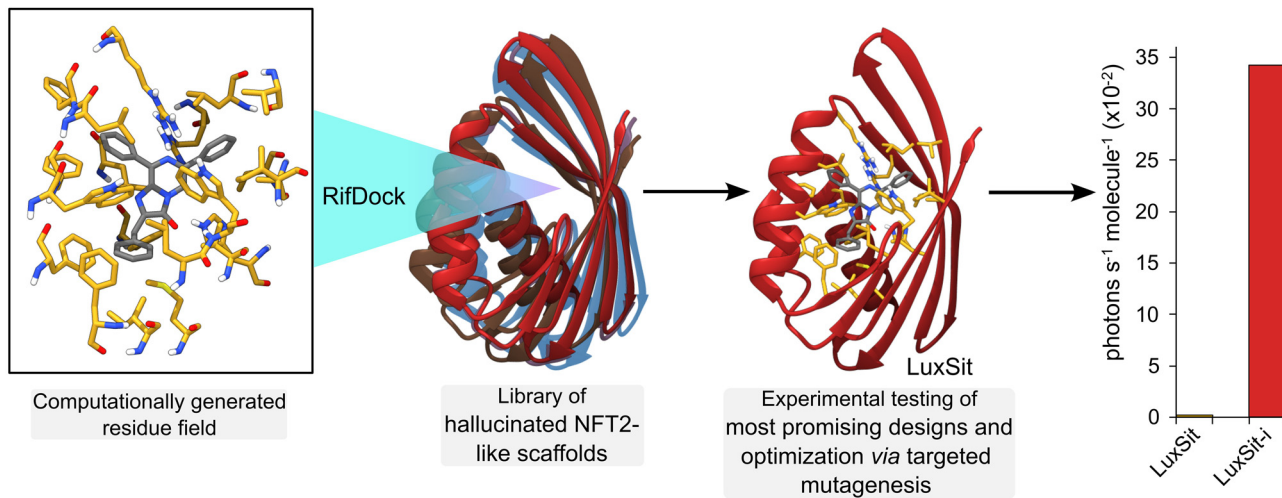 Computationally generated
residue field
RifDock
Library of
hallucinated NFT2-
like scaffolds
LuxSit
Experimental testing of
most promising designs and
optimization via targeted
mutagenesis
photons s⁻¹ molecule⁻¹ (x10⁻²)
35
30
25
20
15
10
5
0
LuxSit
LuxSit-i